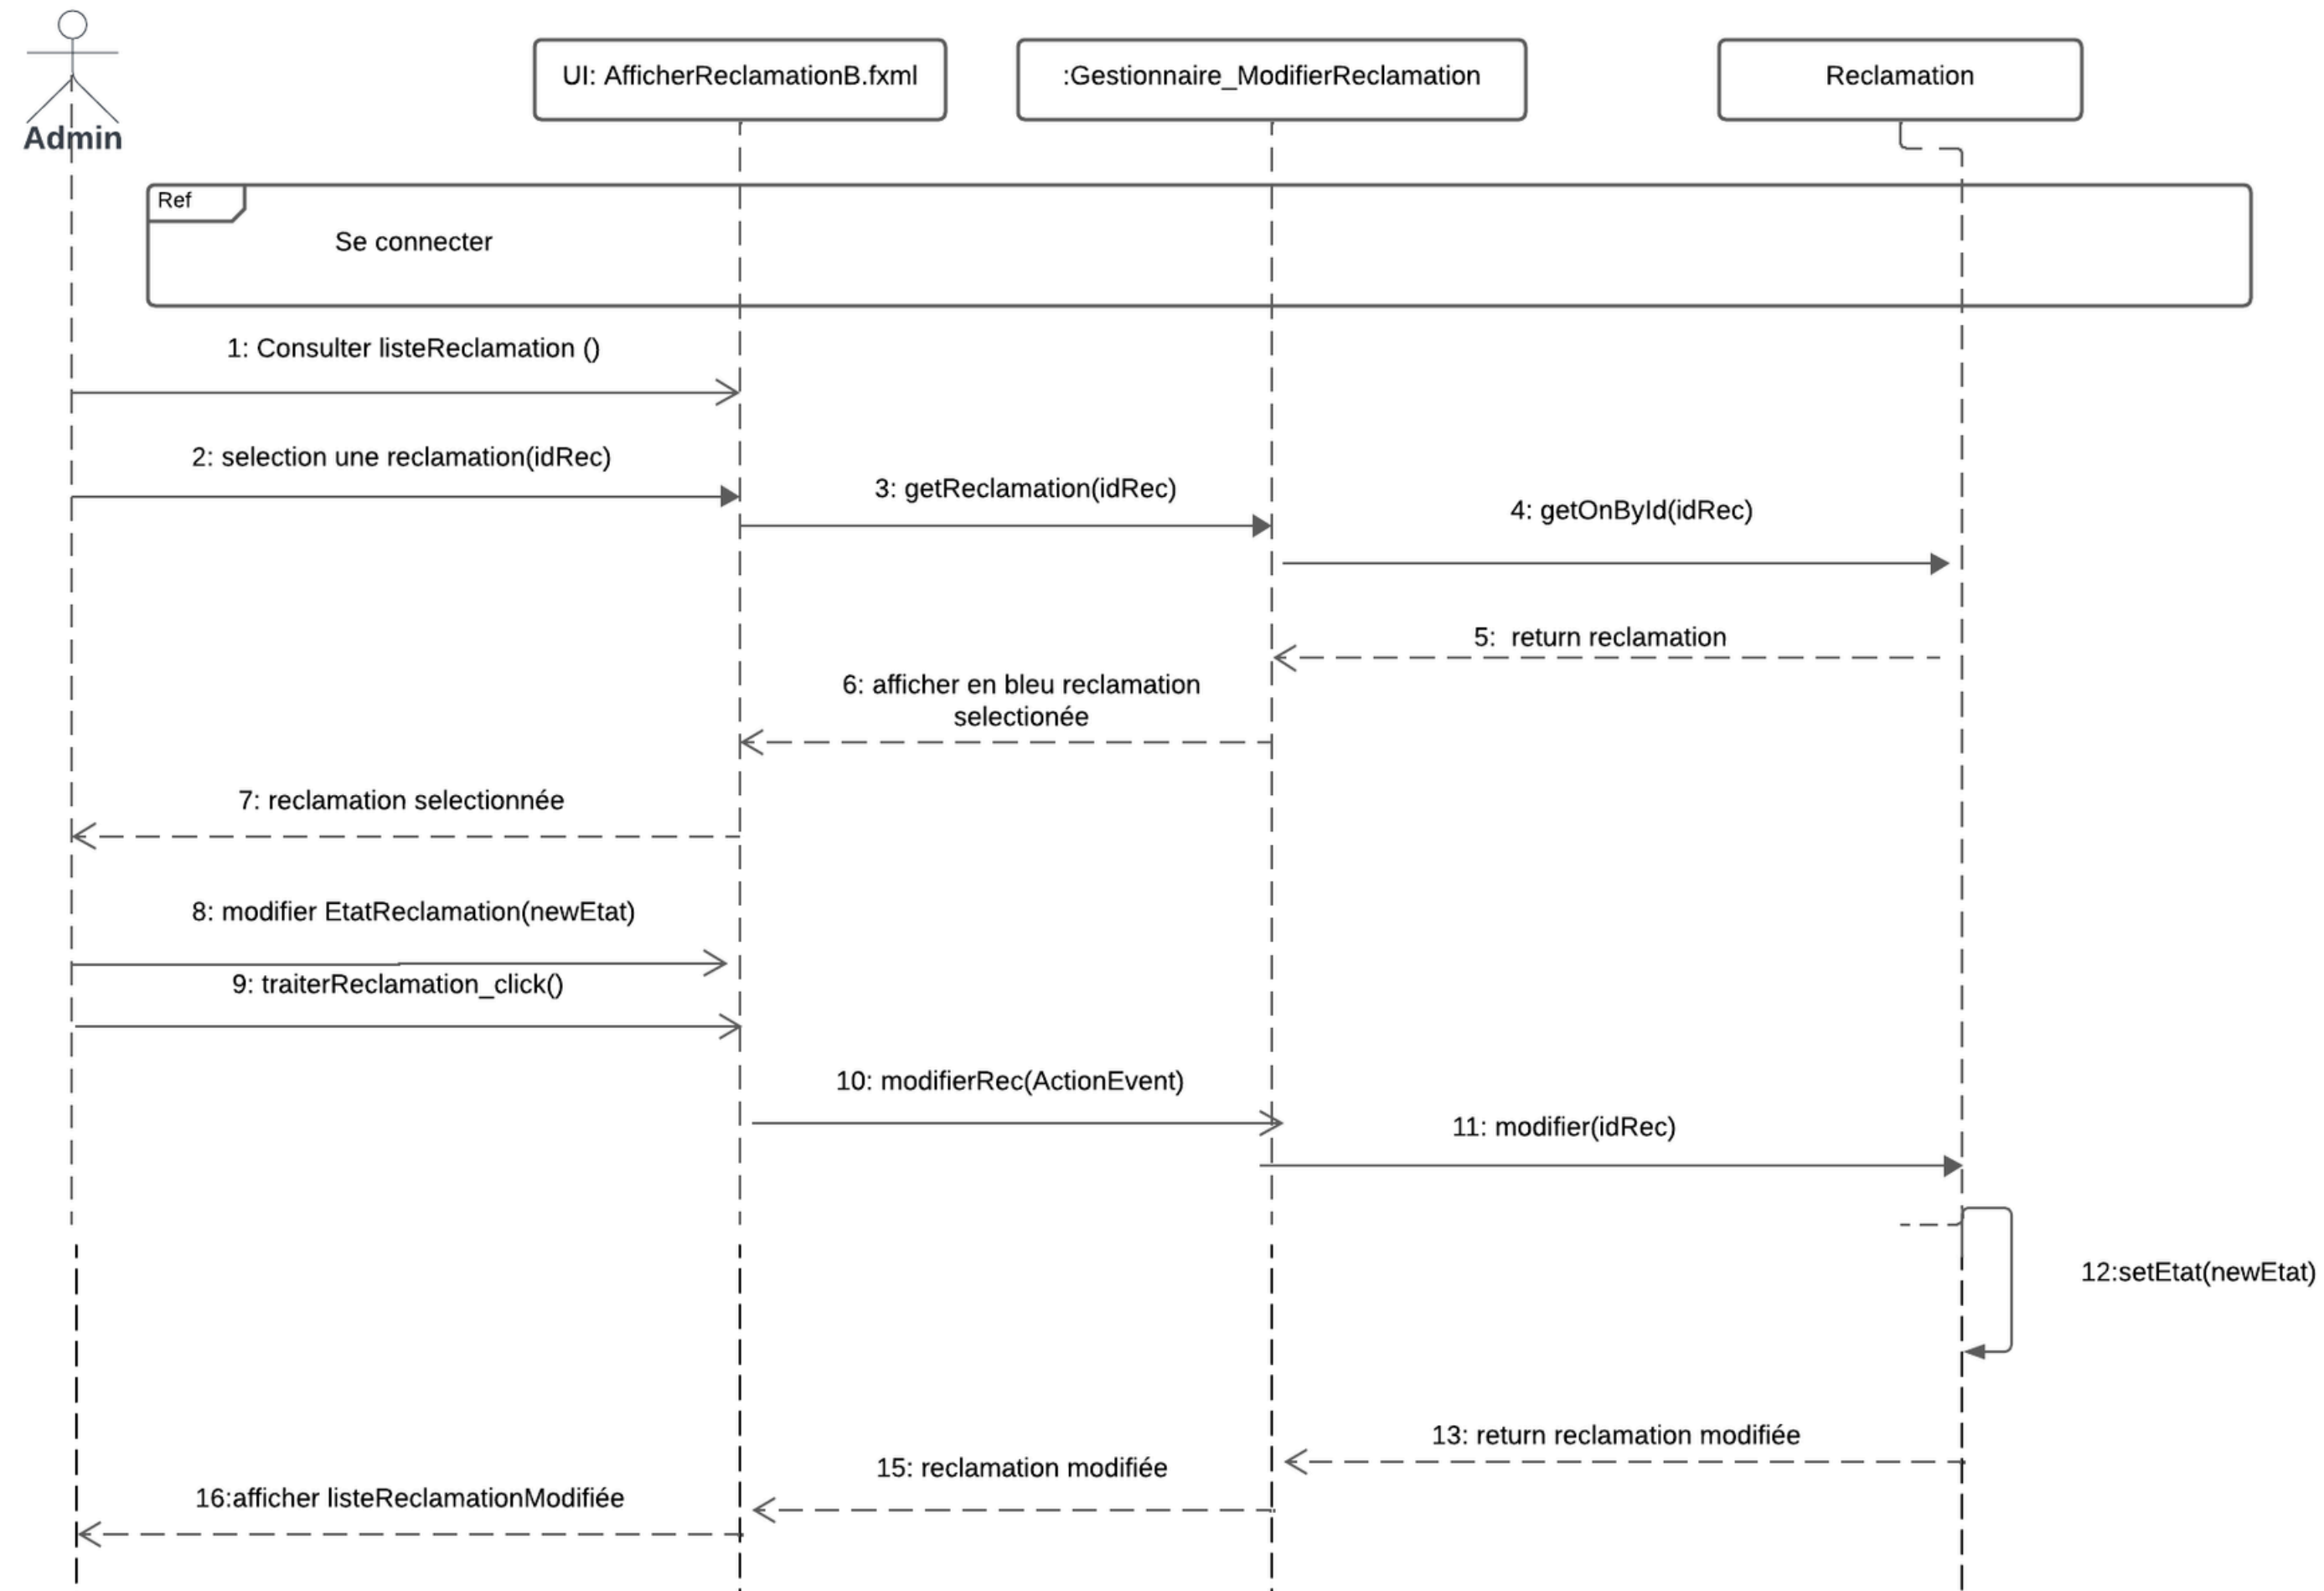 Admin
UI: AfficherReclamationB.fxml
:Gestionnaire_ModifierReclamation
Reclamation
Ref
Se connecter
1: Consulter listeReclamation ()
2: selection une reclamation(idRec)
3: getReclamation(idRec)
4: getOnById(idRec)
5:  return reclamation
6: afficher en bleu reclamation
selectionée
7: reclamation selectionnée
8: modifier EtatReclamation(newEtat)
9: traiterReclamation_click()
10: modifierRec(ActionEvent)
11: modifier(idRec)
12:setEtat(newEtat)
13: return reclamation modifiée
15: reclamation modifiée
16:afficher listeReclamationModifiée